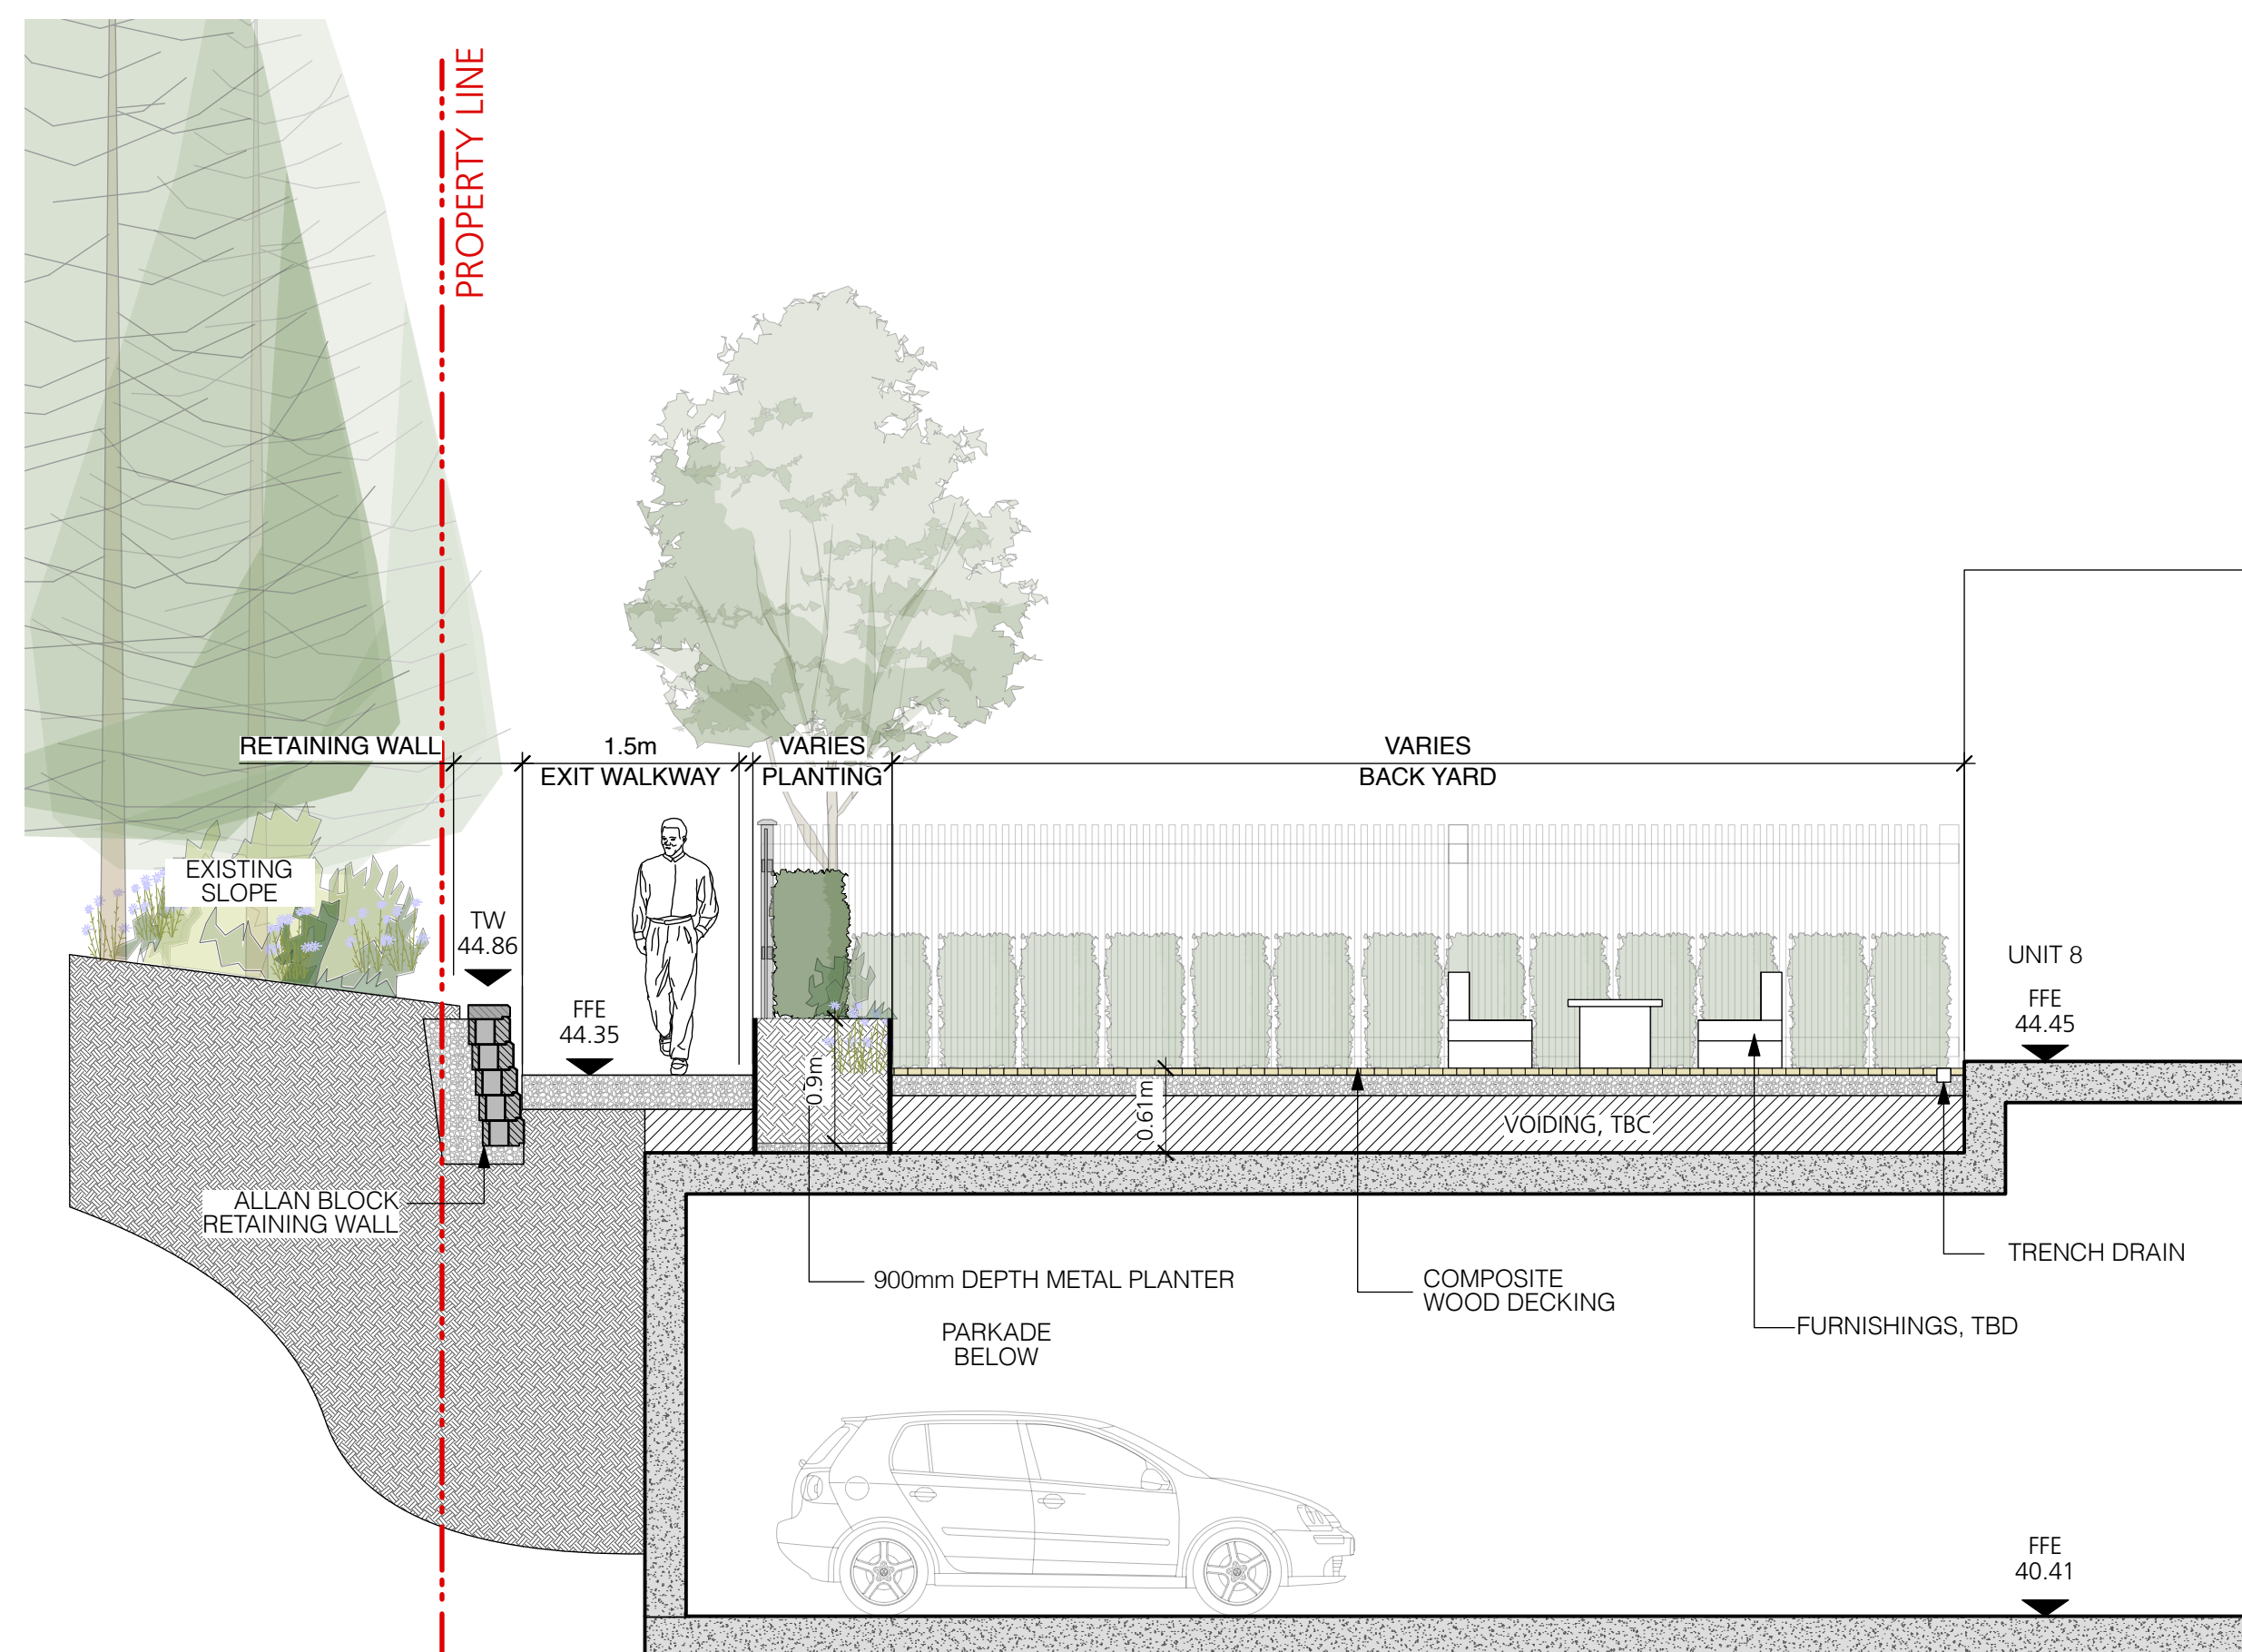 PROPERTY LINE
RETAINING WALL
1.5m
EXIT WALKWAY
VARIES
PLANTING
VARIES
BACK YARD
EXISTING
SLOPE
TW
44.86
FFE
44.35
UNIT 8
FFE
44.45
0.9m
0.61m
VOIDING, TBC
ALLAN BLOCK
RETAINING WALL
900mm DEPTH METAL PLANTER
COMPOSITE
WOOD DECKING
TRENCH DRAIN
FURNISHINGS, TBD
PARKADE
BELOW
FFE
40.41